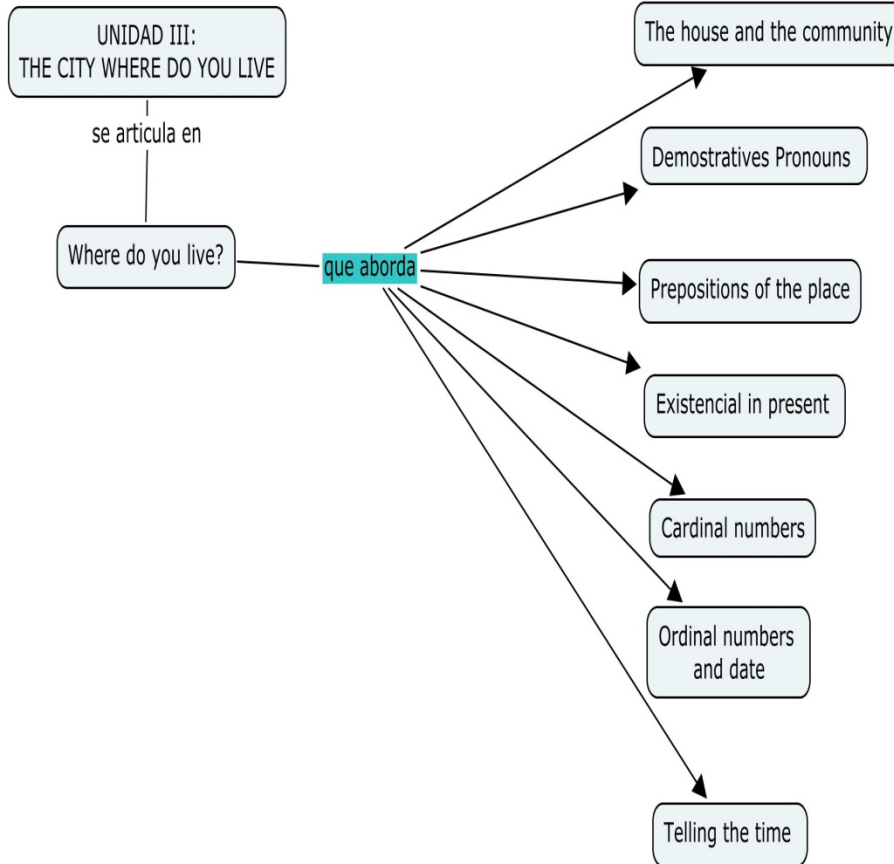 UNIDAD III:
THE CITY WHERE DO YOU LIVE
se articula en
Where do you live?
que aborda
The house and the community
Demostratives Pronouns
Prepositions of the place
Existencial in present
Cardinal numbers
Ordinal numbers
and date
Telling the time